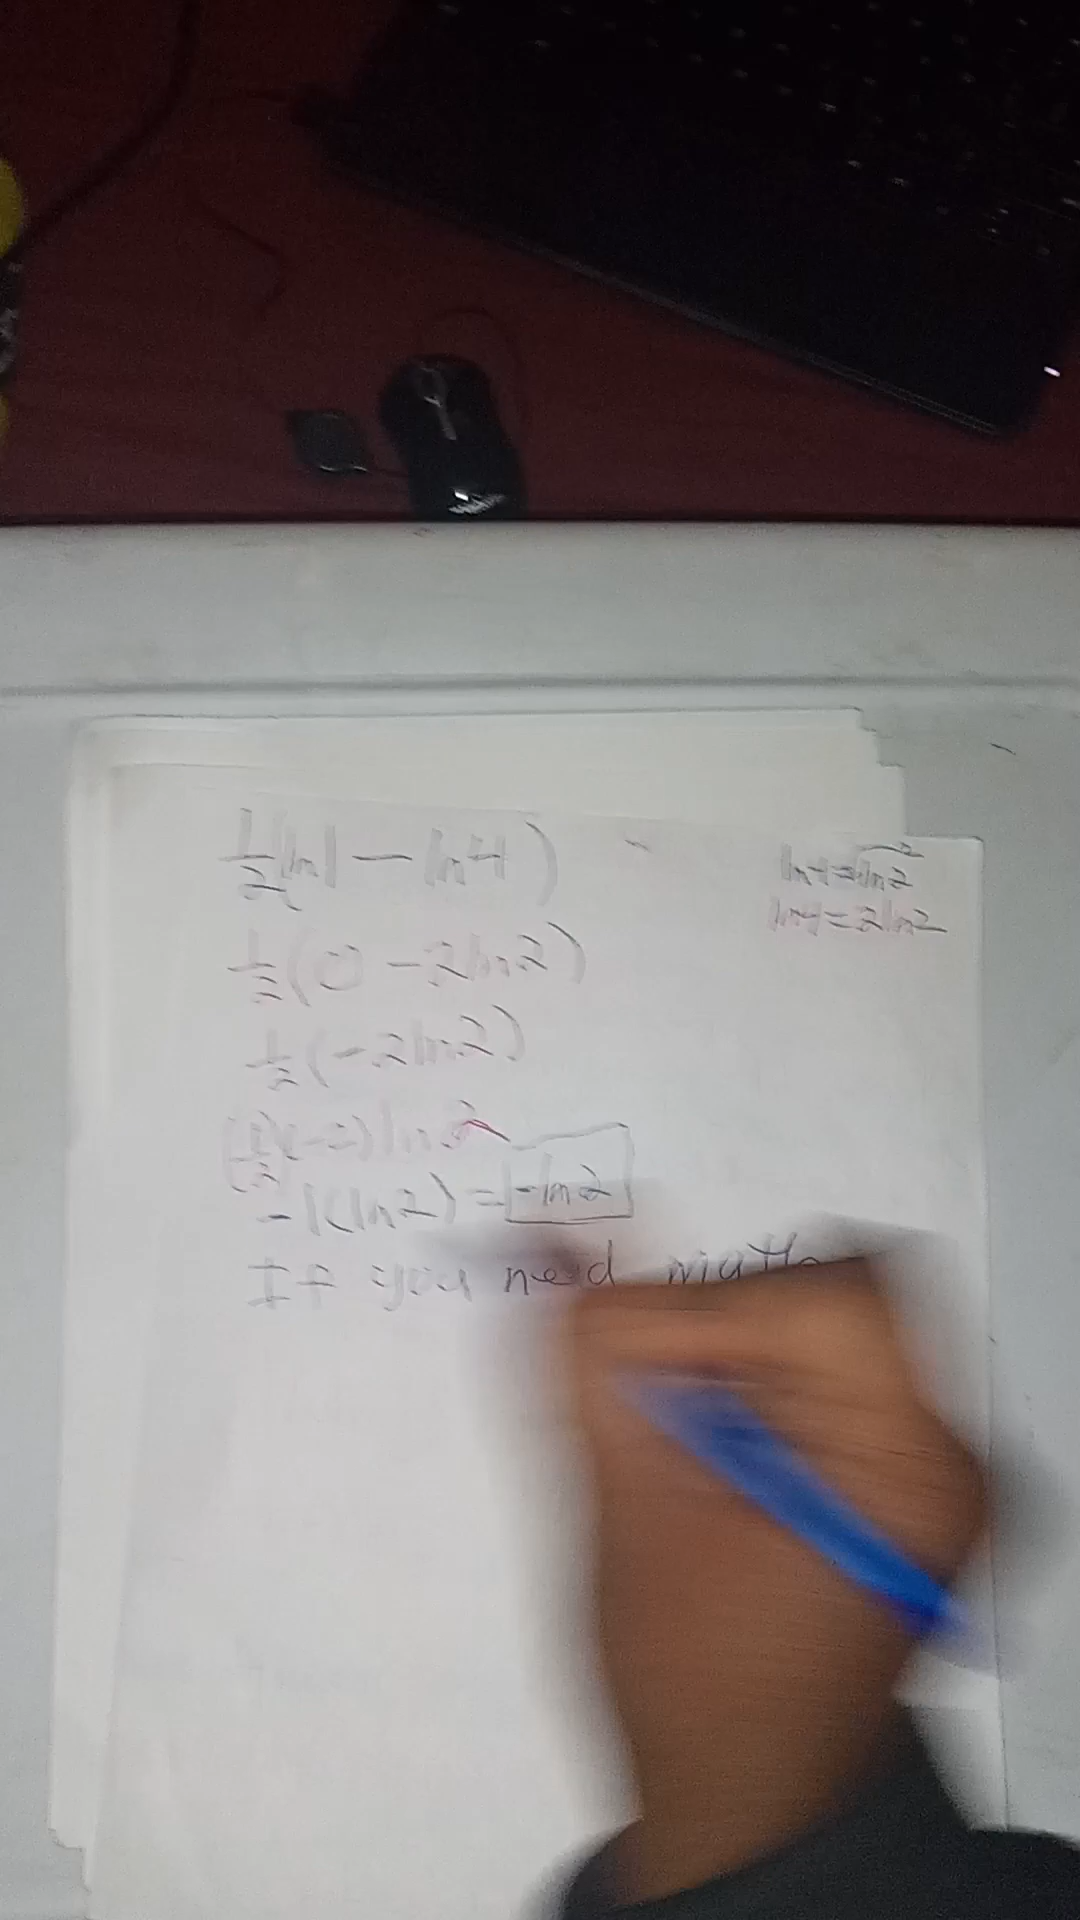 1/2(ln1 — ln4)
ln4=ln2²
ln4=2ln2
1/2(0 - 2ln2)
1/2(-2ln2)
(1/2)(-2)ln2
-1(ln2) = -ln2
If you need math